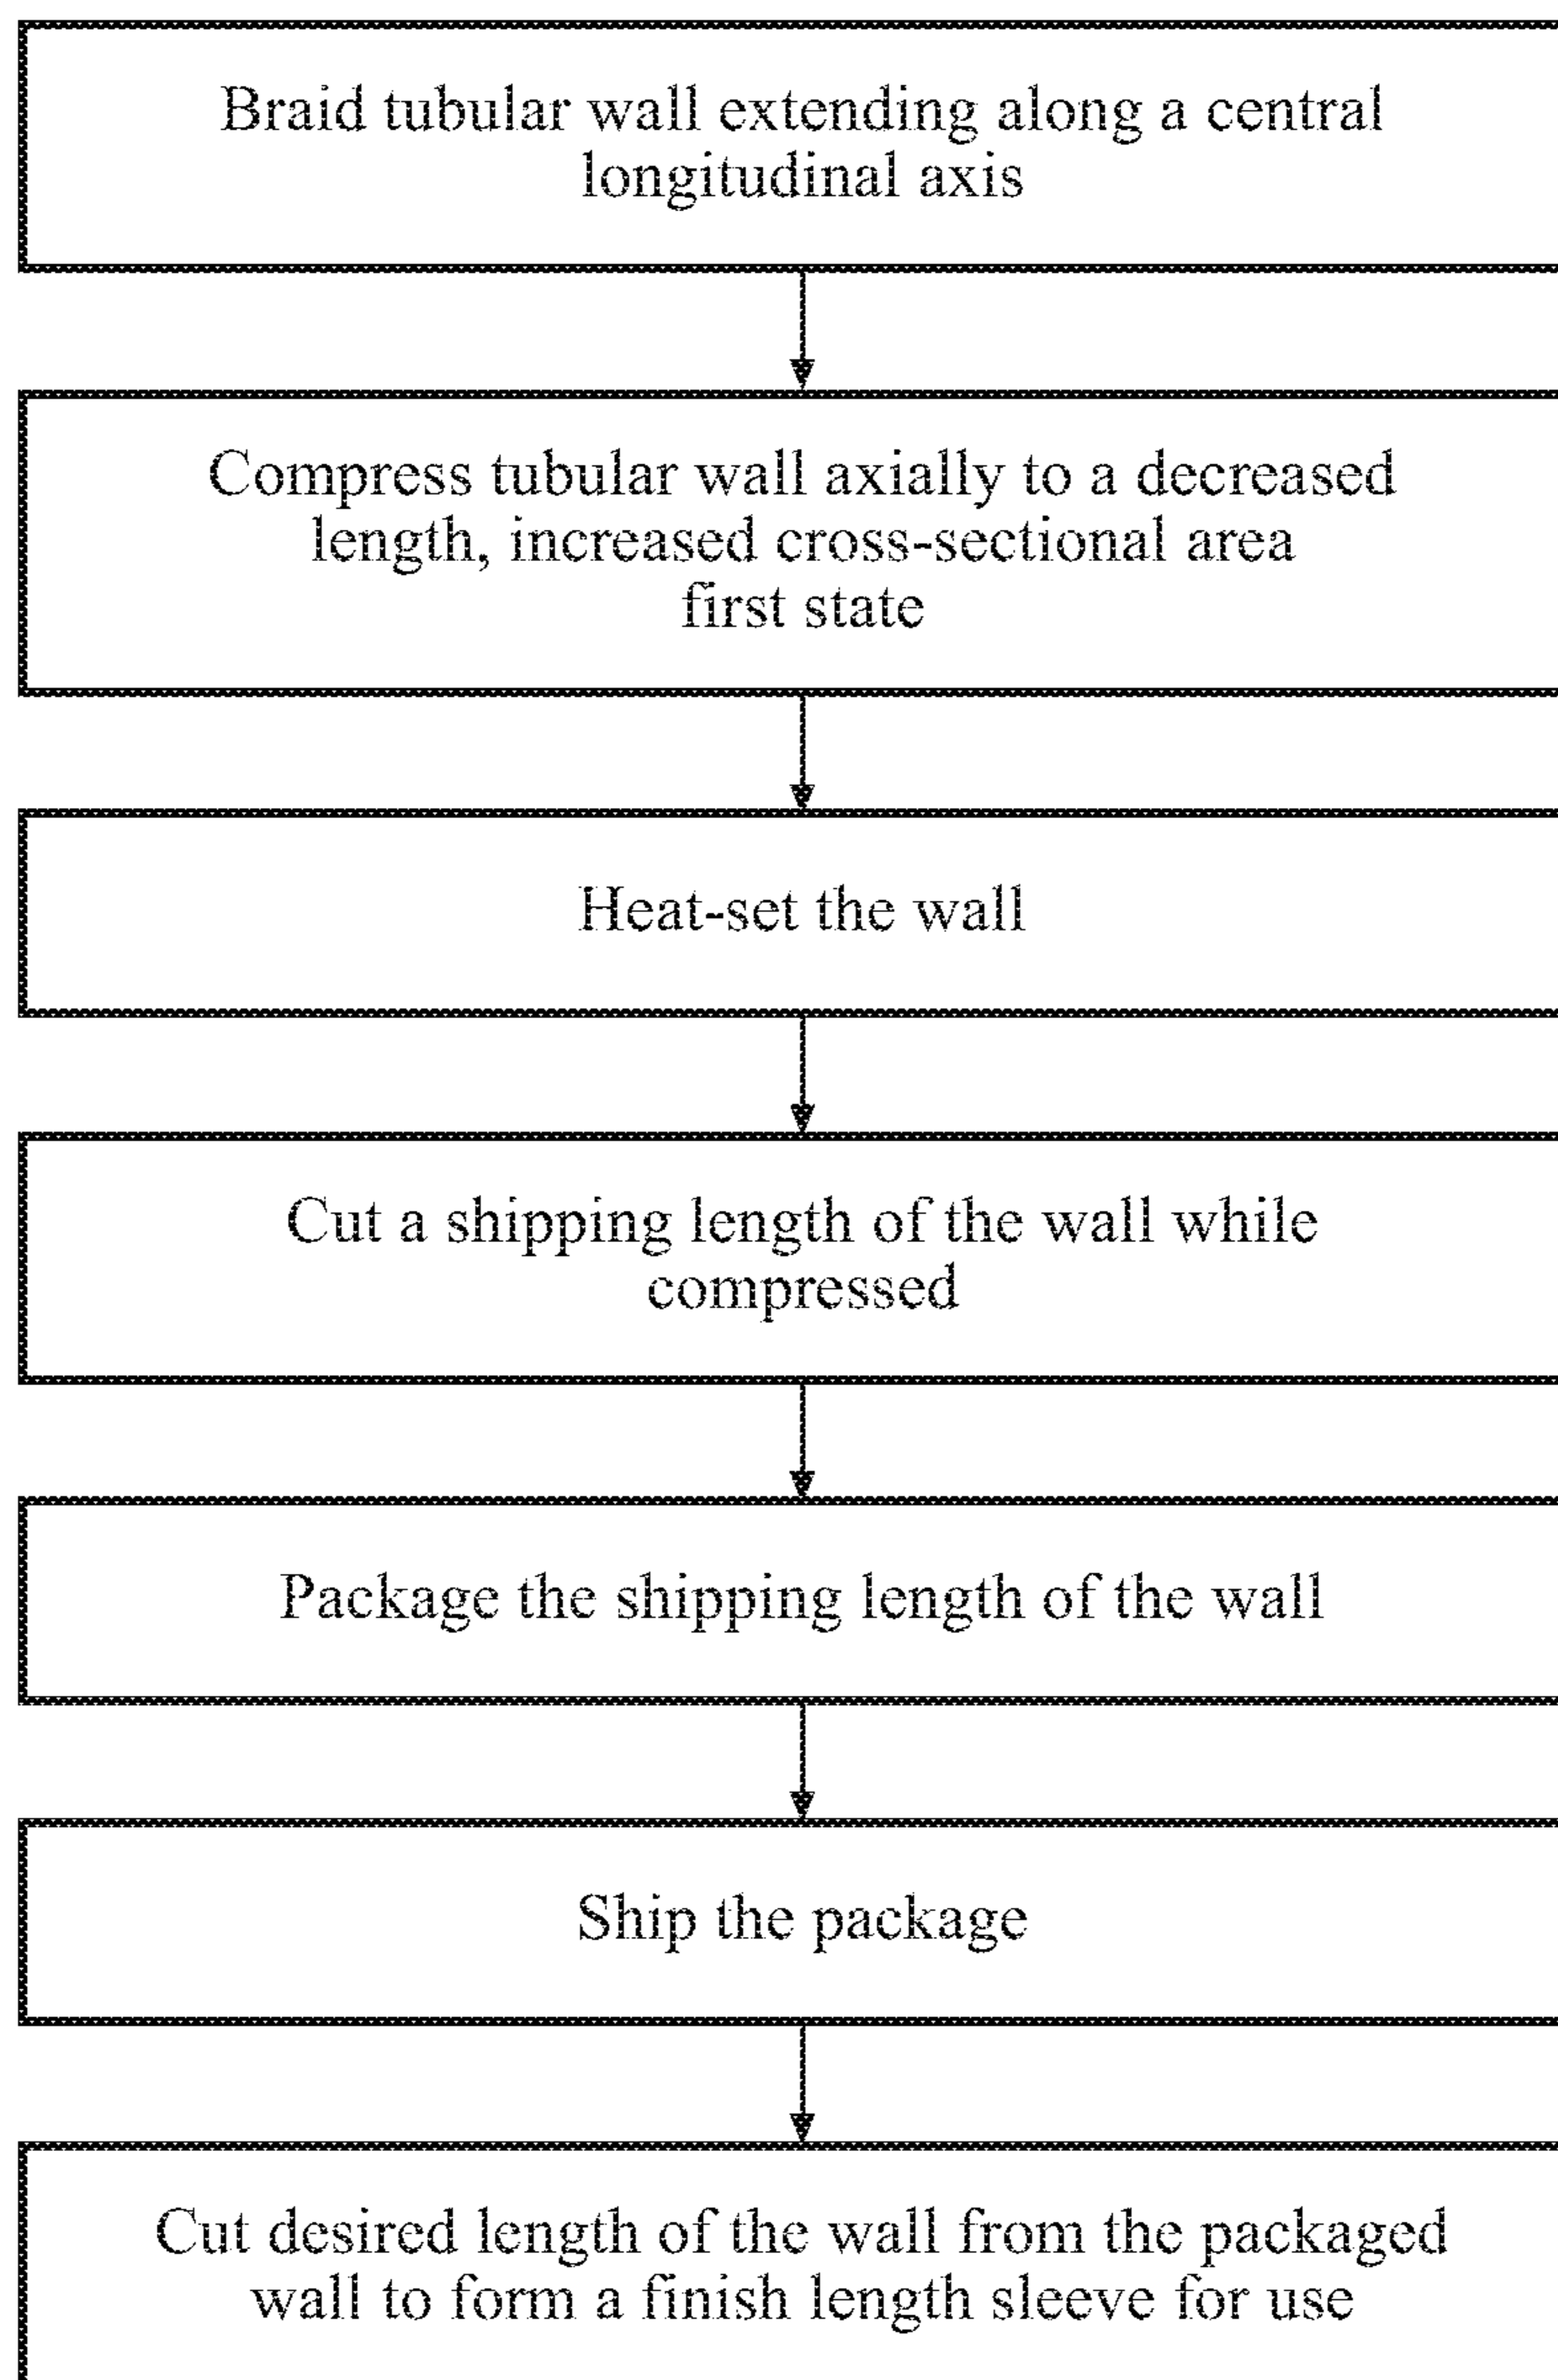 Braid tubular wall extending along a central
longitudinal axis
Compress tubular wall axially to a decreased
length, increased cross-sectional area
first state
Heat-set the wall
Cut a shipping length of the wall while
compressed
Package the shipping length of the wall
Ship the package
Cut desired length of the wall from the packaged
wall to form a finish length sleeve for use